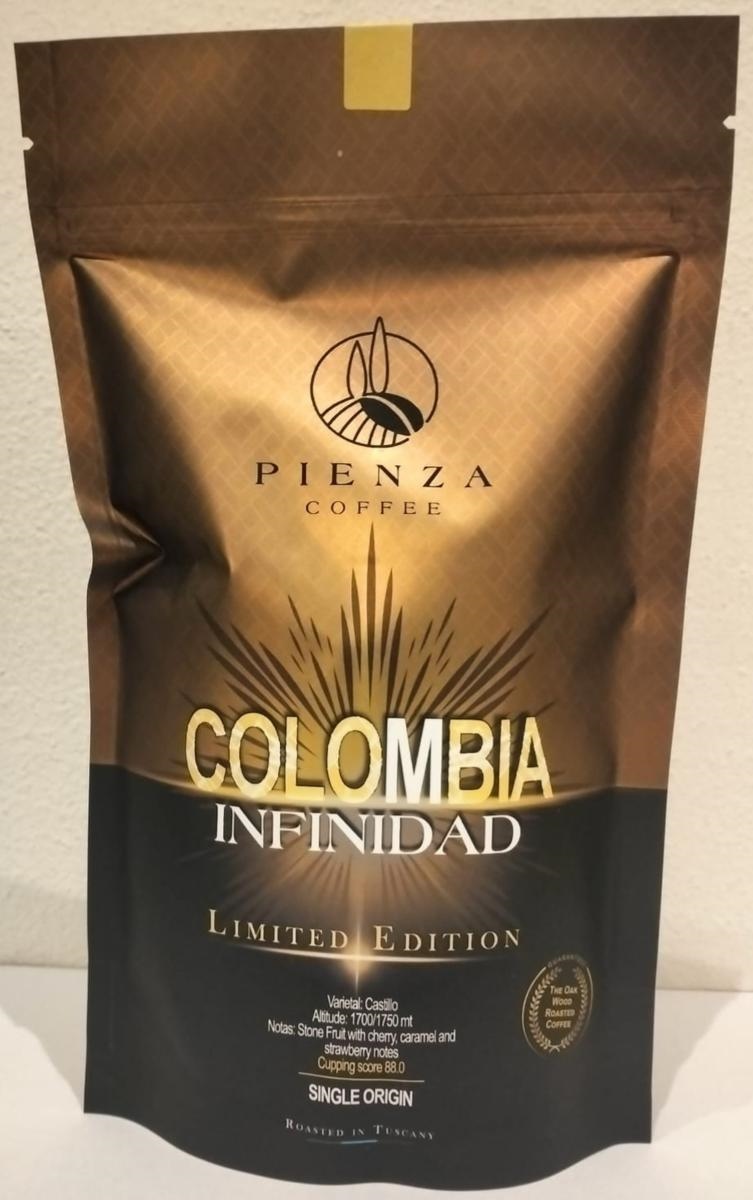 PIENZA
COFFEE
COLOMBIA
INFINIDAD
LIMITED EDITION
Varietal: Castillo
Altitude: 1700/1750 mt
Notas: Stone Fruit with cherry, caramel and
strawberry notes
Cupping score 88.0
SINGLE ORIGIN
ROASTED IN TUSCANY
GUARANTEED
THE OAK
WOOD
ROASTED
COFFEE